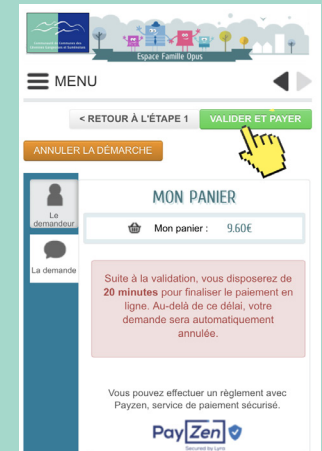 Espace Famille Opus
MENU
< RETOUR À L'ÉTAPE 1
VALIDER ET PAYER
ANNULER LA DÉMARCHE
Le
demandeur
La demande
MON PANIER
Mon panier : 9.60€
Suite à la validation, vous disposerez de
20 minutes pour finaliser le paiement en
ligne. Au-delà de ce délai, votre
demande sera automatiquement
annulée.
Vous pouvez effectuer un règlement avec
Payzen, service de paiement sécurisé.
PayZen
Secured by Lyra